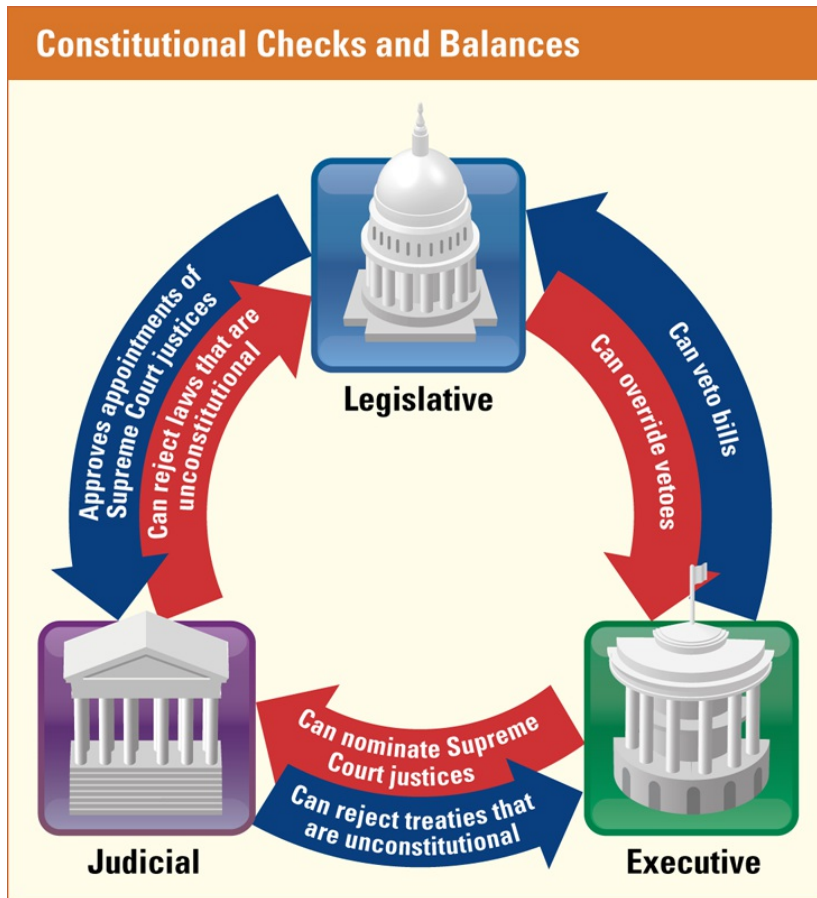 Constitutional Checks and Balances
Approves appointments of
Supreme Court justices
Can reject laws that are
unconstitutional
Legislative
Can override vetoes
Can veto bills
Can nominate Supreme
Court justices
Can reject treaties that
are unconstitutional
Judicial
Executive